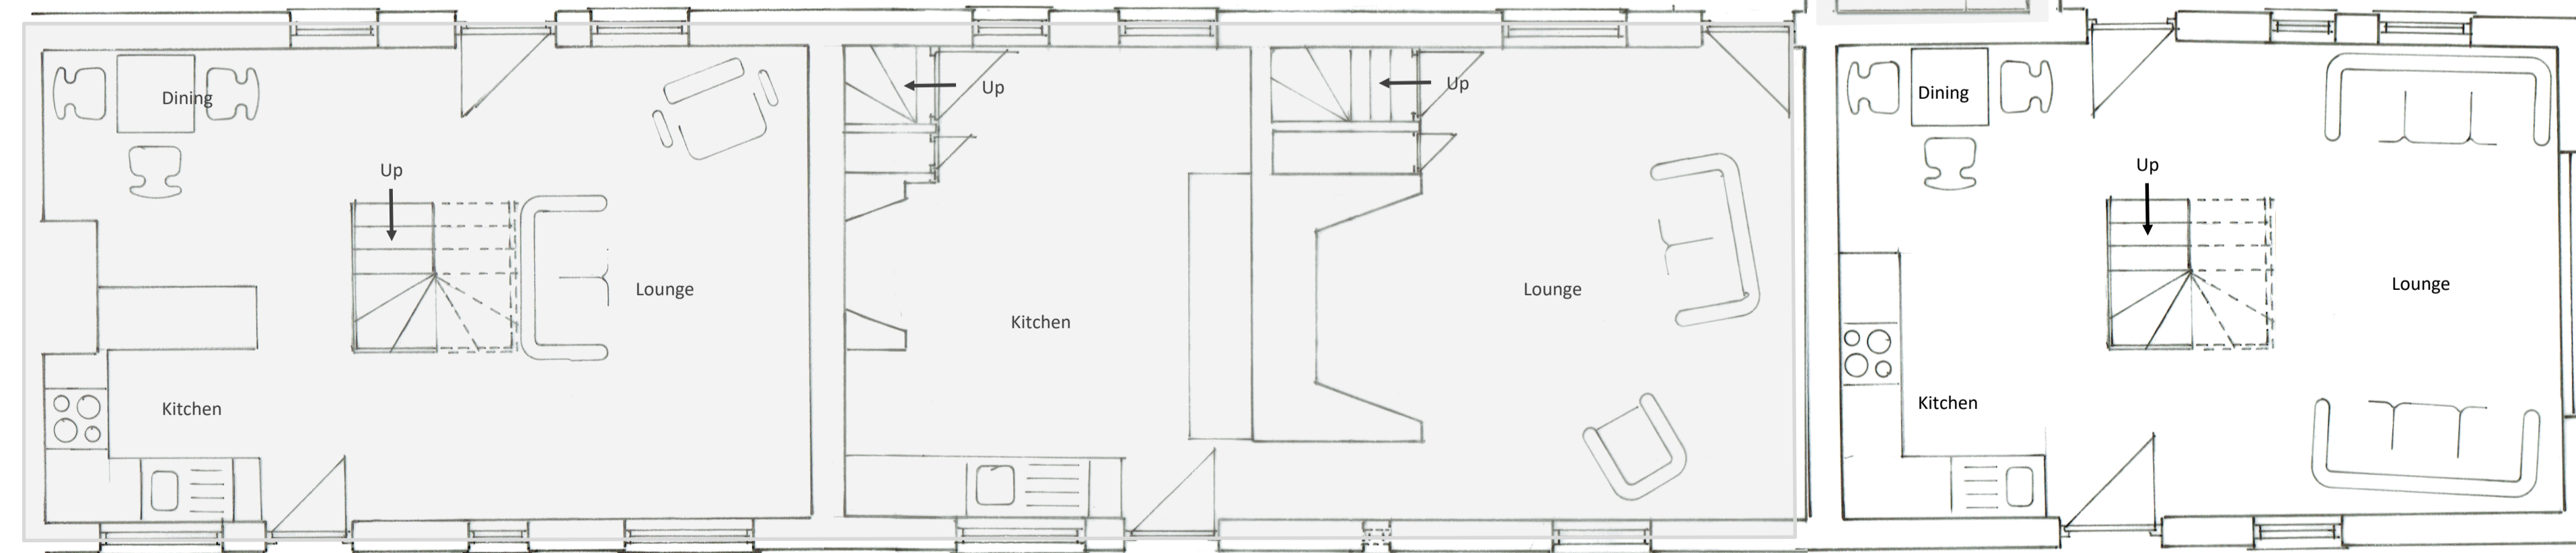 Dining
Up
Lounge
Kitchen
Up
Kitchen
Up
Lounge
Dining
Up
Lounge
Kitchen